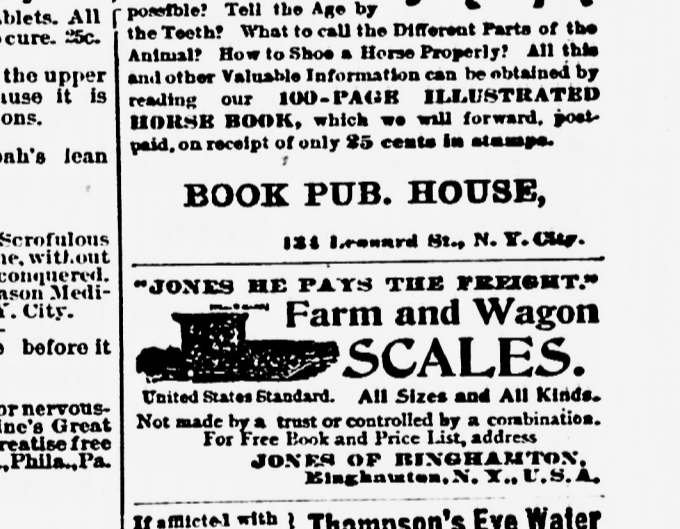 blets. All
cure. 25c.
the upper
ause it is
ons.
ah's lean
Scrofulous
ne, without
conquered.
ason Medi-
Y. City.
before it
or nervous-
ine's Great
reatise free
., Phila., Pa.
possible? Tell the Age by
the Teeth? What to call the Different Parts of the
Animal? How to Shoe a Horse Properly? All this
and other Valuable Information can be obtained by
reading our 100-PAGE ILLUSTRATED
HORSE BOOK, which we will forward, post-
paid, on receipt of only 25 cents in stamps.
BOOK PUB. HOUSE,
134 Leonard St., N. Y. City.
"JONES HE PAYS THE FREIGHT."
Farm and Wagon
SCALES.
United States Standard. All Sizes and All Kinds.
Not made by a trust or controlled by a combination.
For Free Book and Price List, address
JONES OF BINGHAMTON,
Binghamton, N. Y., U. S. A.
If afflicted with } Thompson's Eye Water